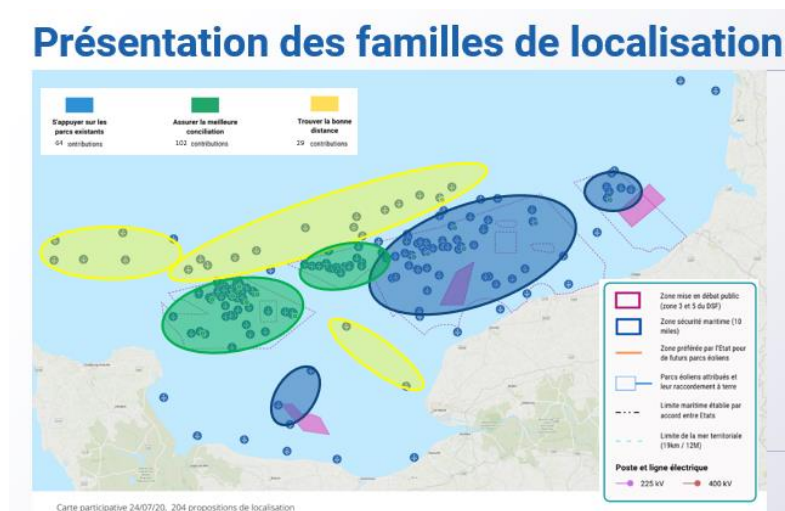 Présentation des familles de localisation
S'appuyer sur les
parcs existants
64 contributions
Assurer la meilleure
conciliation
102 contributions
Trouver la bonne
distance
29 contributions
Zone mise en débat public
(zone 3 et 5 du DSF)
Zone sécurité maritime (10
miles)
Zone préférée par l'État pour
de futurs parcs éoliens
Parcs éoliens attribués et
leur raccordement à terre
Limite maritime établie par
accord entre Etats
Limite de la mer territoriale
(19km / 12M)
Poste et ligne électrique
225 kV
400 kV
Carte participative 24/07/20, 204 propositions de localisation